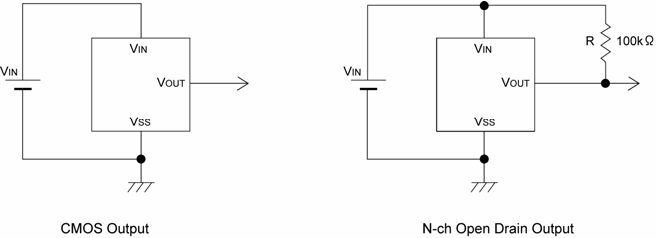 VIN
VIN
VOUT
VSS
CMOS Output
VIN
VIN
R 100kΩ
VOUT
VSS
N-ch Open Drain Output